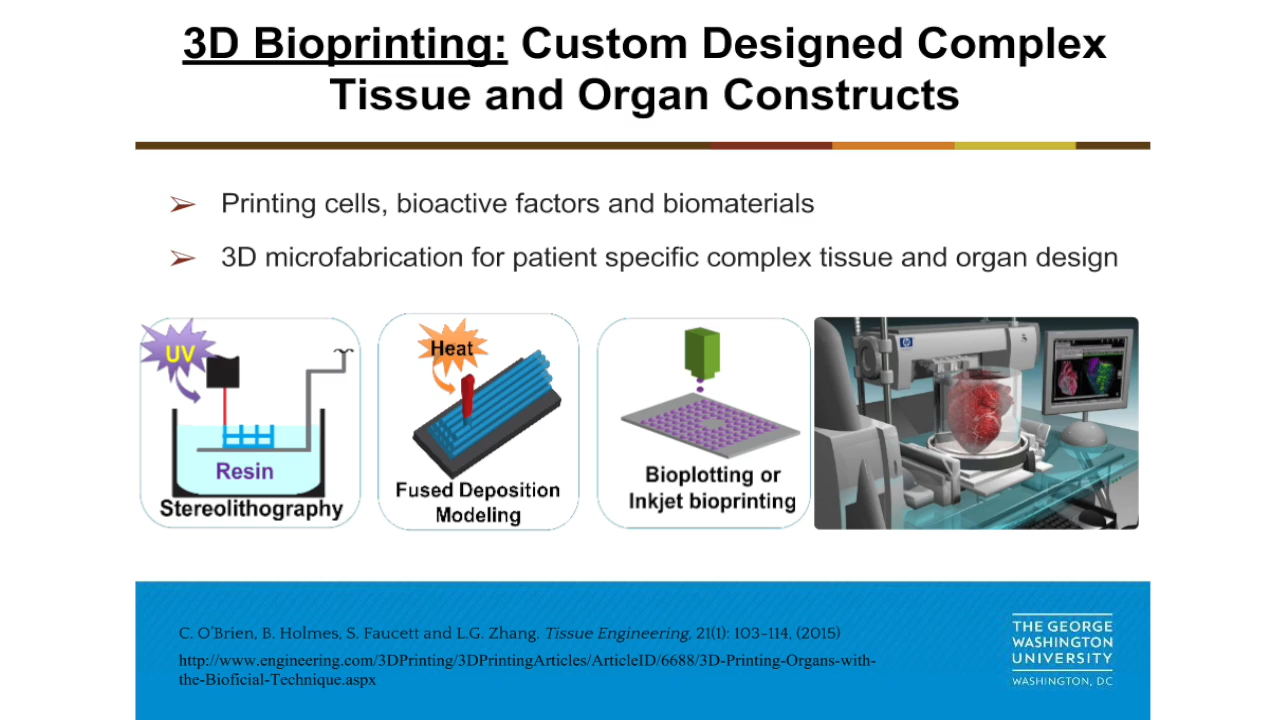 3D Bioprinting: Custom Designed Complex
Tissue and Organ Constructs
➢ Printing cells, bioactive factors and biomaterials
➢ 3D microfabrication for patient specific complex tissue and organ design
UV
Resin
Stereolithography
Heat
Fused Deposition
Modeling
Bioplotting or
Inkjet bioprinting
hp
C. O'Brien, B. Holmes, S. Faucett and L.G. Zhang. Tissue Engineering, 21(1): 103-114, (2015)
http://www.engineering.com/3DPrinting/3DPrintingArticles/ArticleID/6688/3D-Printing-Organs-with-
the-Bioficial-Technique.aspx
THE GEORGE
WASHINGTON
UNIVERSITY
WASHINGTON, DC